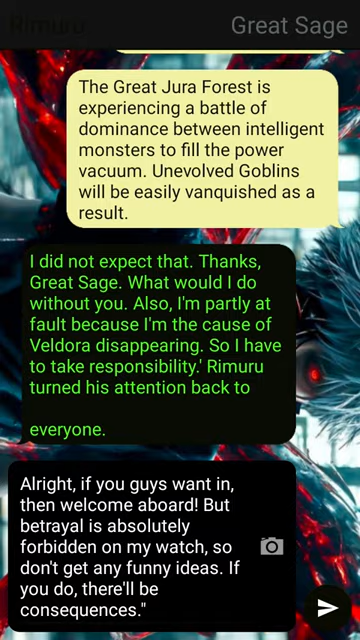 Rimuru
Great Sage
The Great Jura Forest is
experiencing a battle of
dominance between intelligent
monsters to fill the power
vacuum. Unevolved Goblins
will be easily vanquished as a
result.
I did not expect that. Thanks,
Great Sage. What would I do
without you. Also, I'm partly at
fault because I'm the cause of
Veldora disappearing. So I have
to take responsibility.' Rimuru
turned his attention back to
everyone.
Alright, if you guys want in,
then welcome aboard! But
betrayal is absolutely
forbidden on my watch, so
don't get any funny ideas. If
you do, there'll be
consequences."